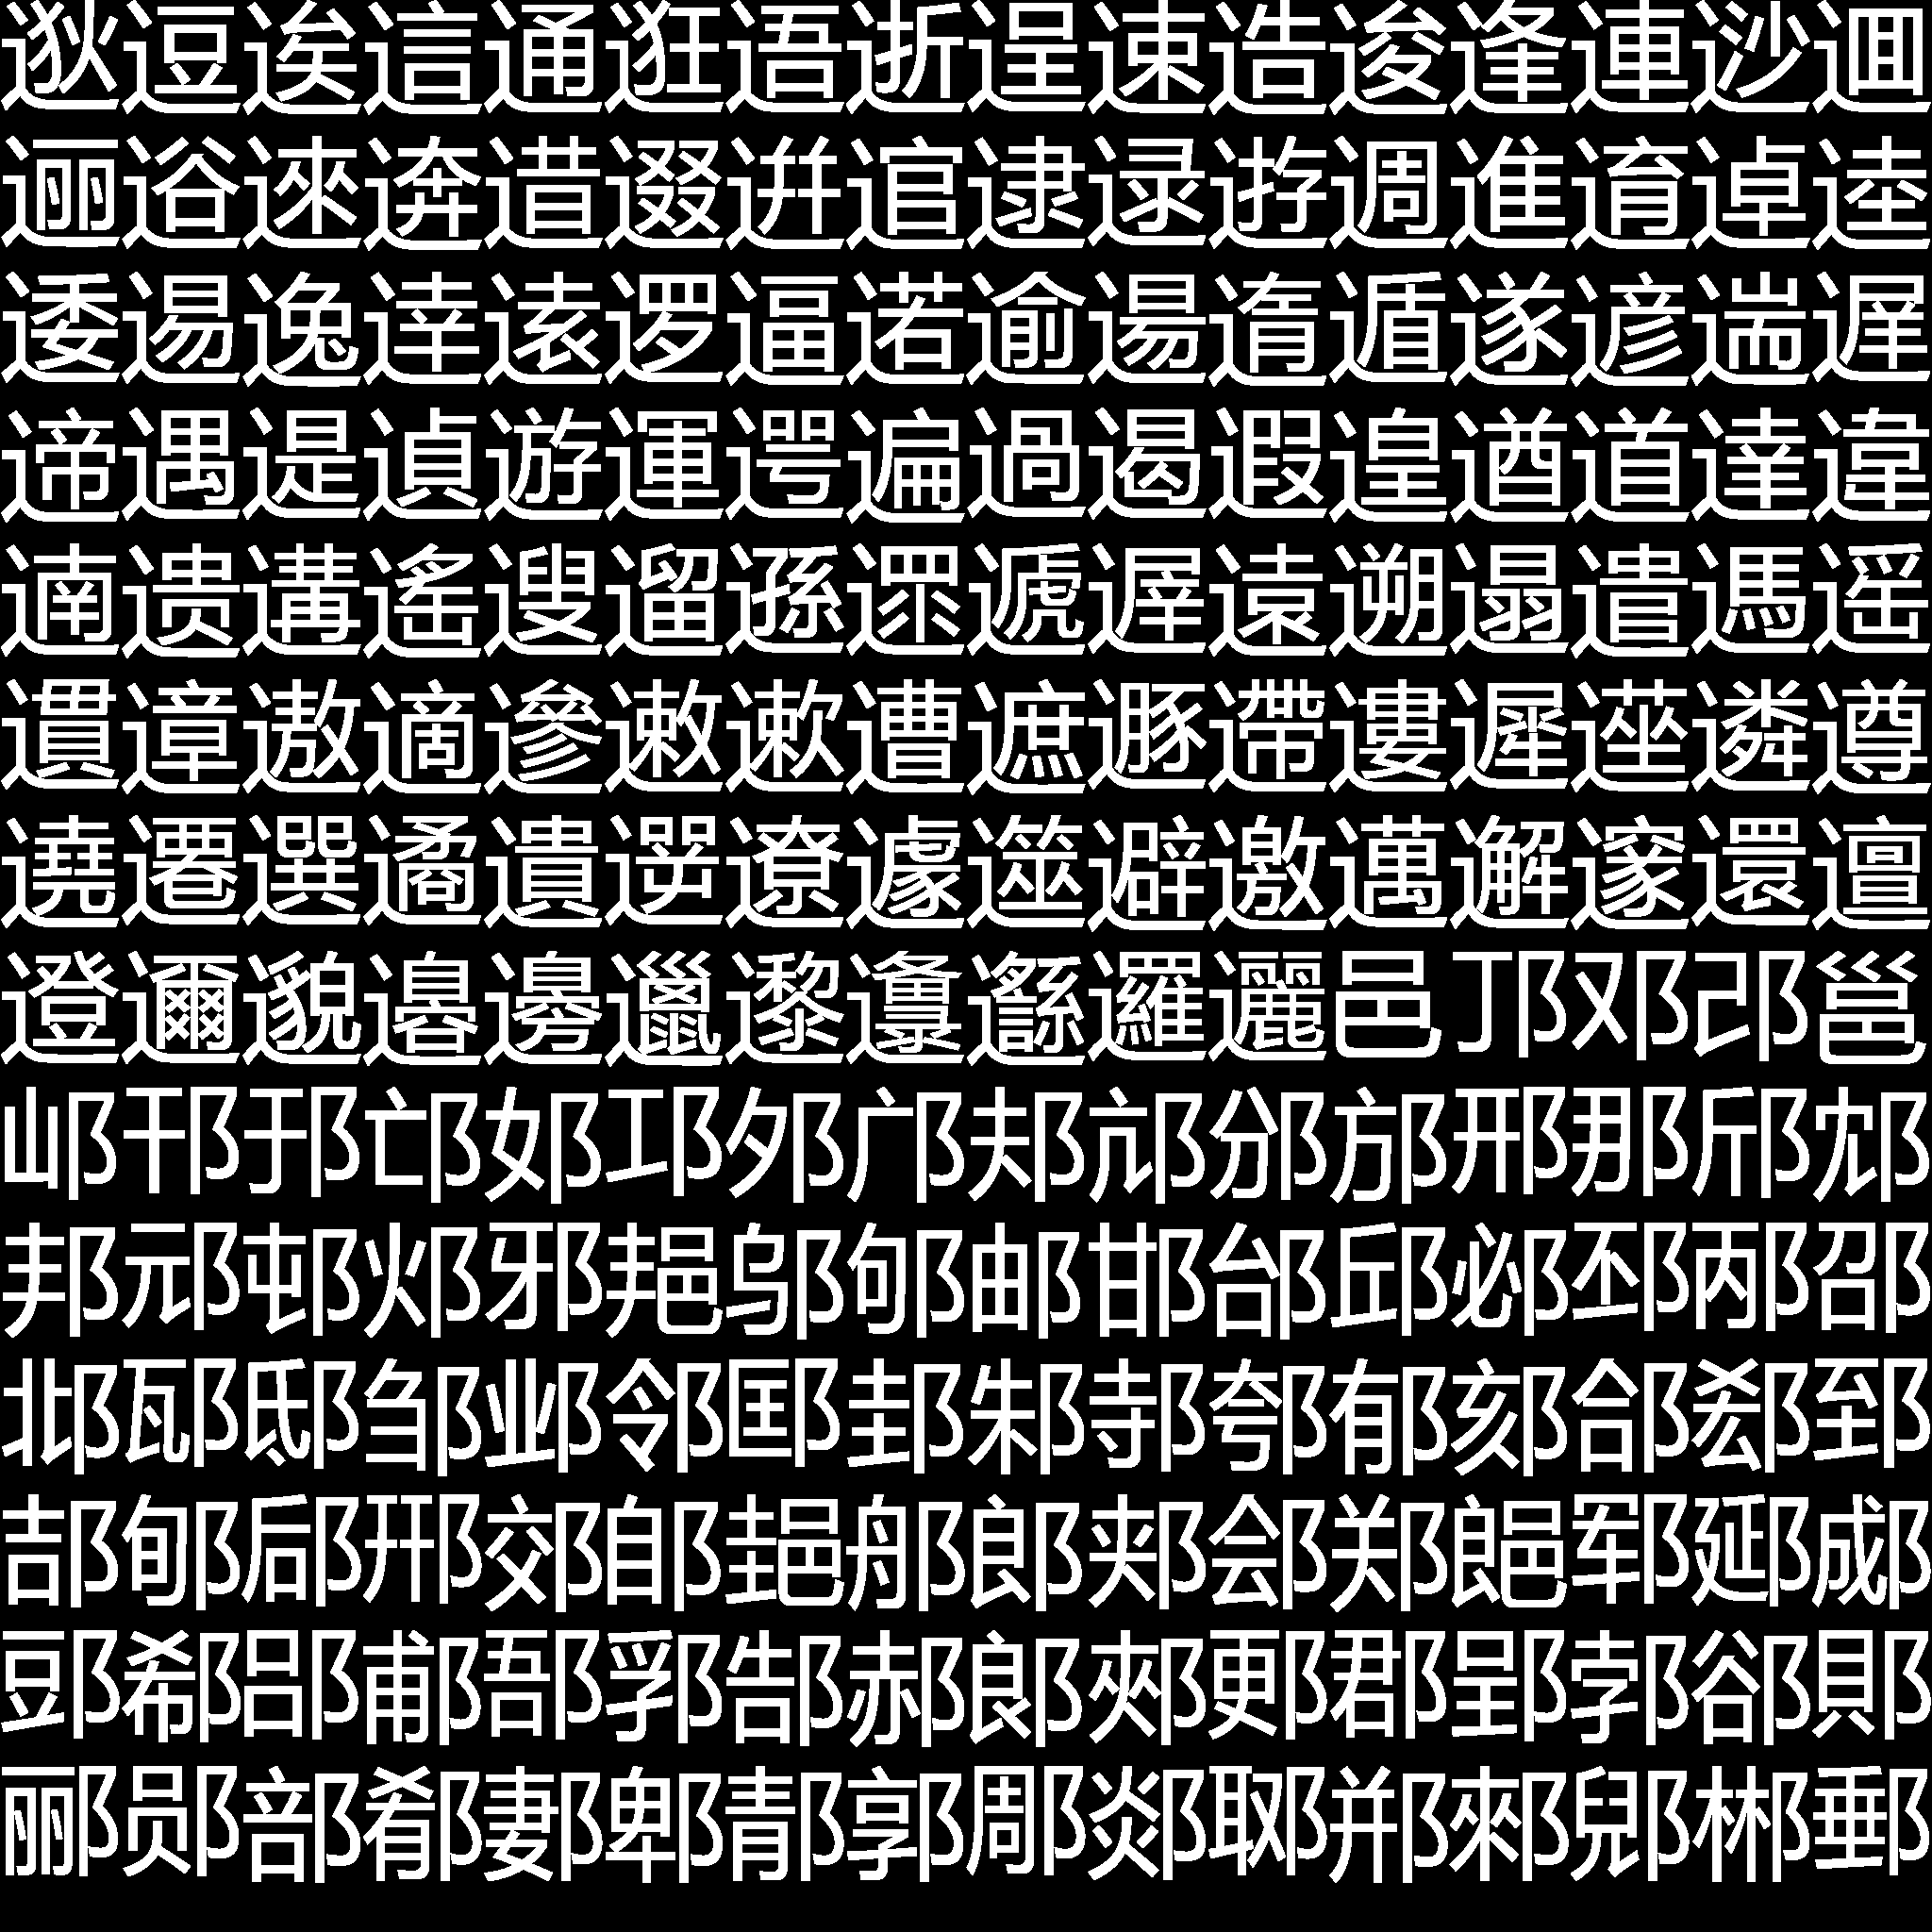 逖逗逘這通逛逜逝逞速造逡逢連逤逥
逦逧逨逩逪逫逬逭逮逯逰週進逳逴逵
逶逷逸逹逺逻逼逽逾逿遀遁遂遃遄遅
遆遇遈遉遊運遌遍過遏遐遑遒道達違
遖遗遘遙遚遛遜遝遞遟遠遡遢遣遤遥
遦遧遨適遪遫遬遭遮遯遰遱遲遳遴遵
遶遷選遹遺遻遼遽遾避邀邁邂邃還邅
邆邇邈邉邊邋邌邍邎邏邐邑邒邓邔邕
邖邗邘邙邚邛邜邝邞邟邠邡邢那邤邥
邦邧邨邩邪邫邬邭邮邯邰邱邲邳邴邵
邶邷邸邹邺邻邼邽邾邿郀郁郂郃郄郅
郆郇郈郉郊郋郌郍郎郏郐郑郒郓郔郕
郖郗郘郙郚郛郜郝郞郟郠郡郢郣郤郥
郦郧部郩郪郫郬郭郮郯郰郱郲郳郴郵